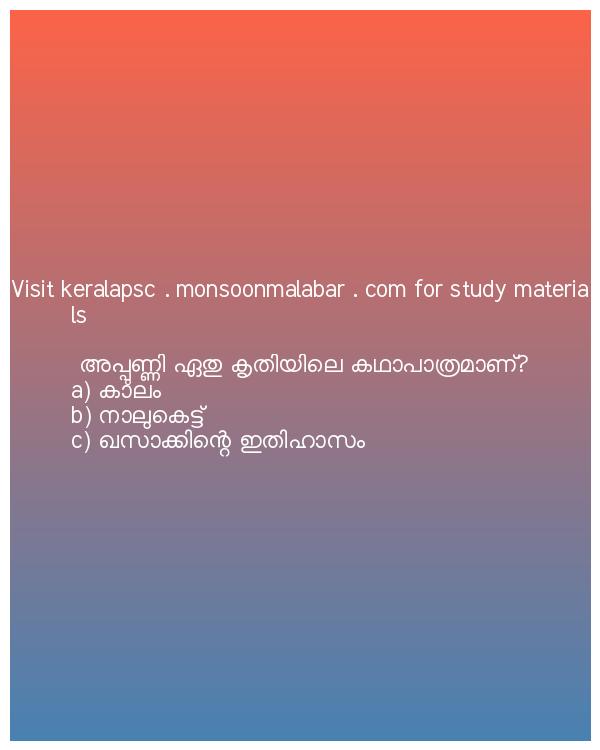 Visit keralapsc . monsoonmalabar . com for study materia
ls
അപ്പുണ്ണി ഏതു കൃതിയിലെ കഥാപാത്രമാണ്?
a) കാലം
b) നാലുകെട്ട്
c) ഖസാക്കിന്റെ ഇതിഹാസം